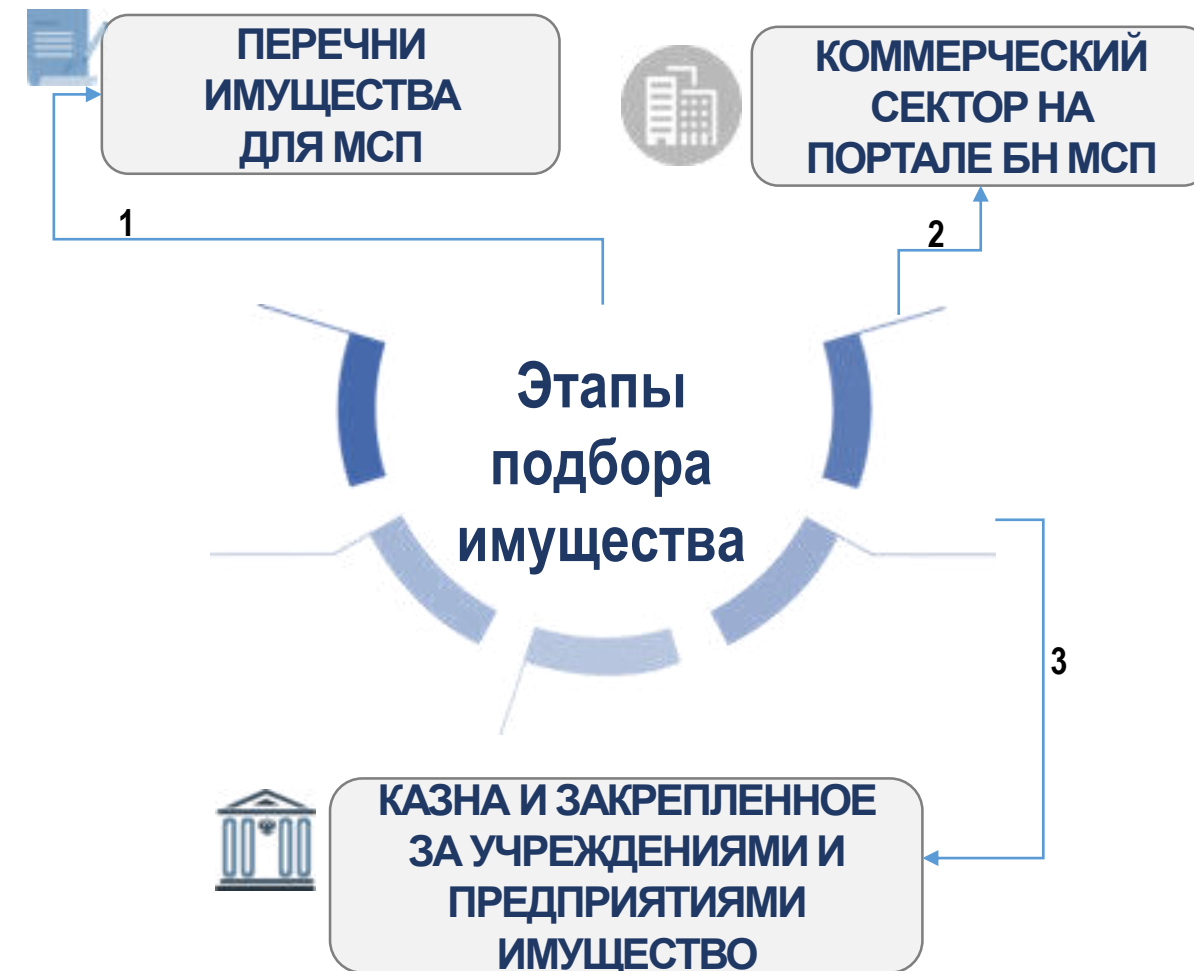 ПЕРЕЧНИ
ИМУЩЕСТВА
ДЛЯ МСП
КОММЕРЧЕСКИЙ
СЕКТОР НА
ПОРТАЛЕ БН МСП
1
2
Этапы
подбора
имущества
3
КАЗНА И ЗАКРЕПЛЕННОЕ
ЗА УЧРЕЖДЕНИЯМИ И
ПРЕДПРИЯТИЯМИ
ИМУЩЕСТВО